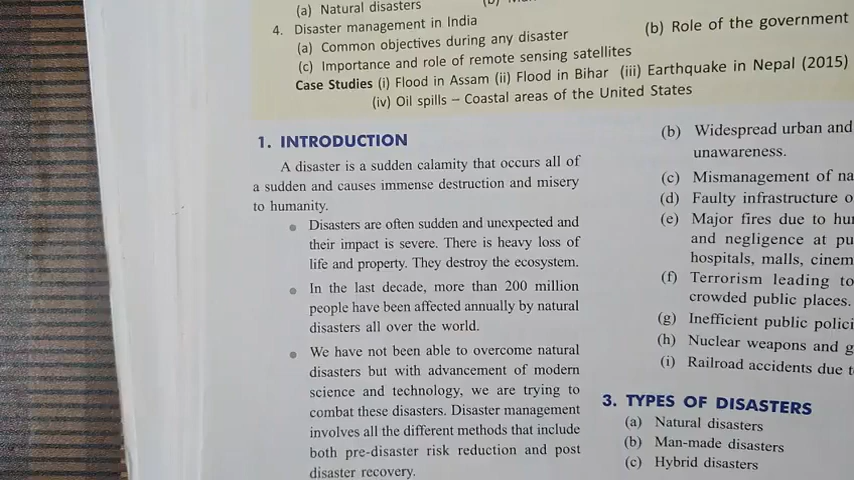 (a) Natural disasters
(b)
4. Disaster management in India
(a) Common objectives during any disaster
(b) Role of the government
(c) Importance and role of remote sensing satellites
Case Studies (i) Flood in Assam (ii) Flood in Bihar (iii) Earthquake in Nepal (2015)
(iv) Oil spills – Coastal areas of the United States
1. INTRODUCTION
A disaster is a sudden calamity that occurs all of
a sudden and causes immense destruction and misery
to humanity.
Disasters are often sudden and unexpected and
their impact is severe. There is heavy loss of
life and property. They destroy the ecosystem.
In the last decade, more than 200 million
people have been affected annually by natural
disasters all over the world.
We have not been able to overcome natural
disasters but with advancement of modern
science and technology, we are trying to
combat these disasters. Disaster management
involves all the different methods that include
both pre-disaster risk reduction and post
disaster recovery.
(b) Widespread urban and
unawareness.
(c) Mismanagement of na
(d) Faulty infrastructure o
(e) Major fires due to hu
and negligence at pu
hospitals, malls, cinem
(f) Terrorism leading to
crowded public places.
(g) Inefficient public polici
(h) Nuclear weapons and g
(i) Railroad accidents due t
3. TYPES OF DISASTERS
(a) Natural disasters
(b) Man-made disasters
(c) Hybrid disasters